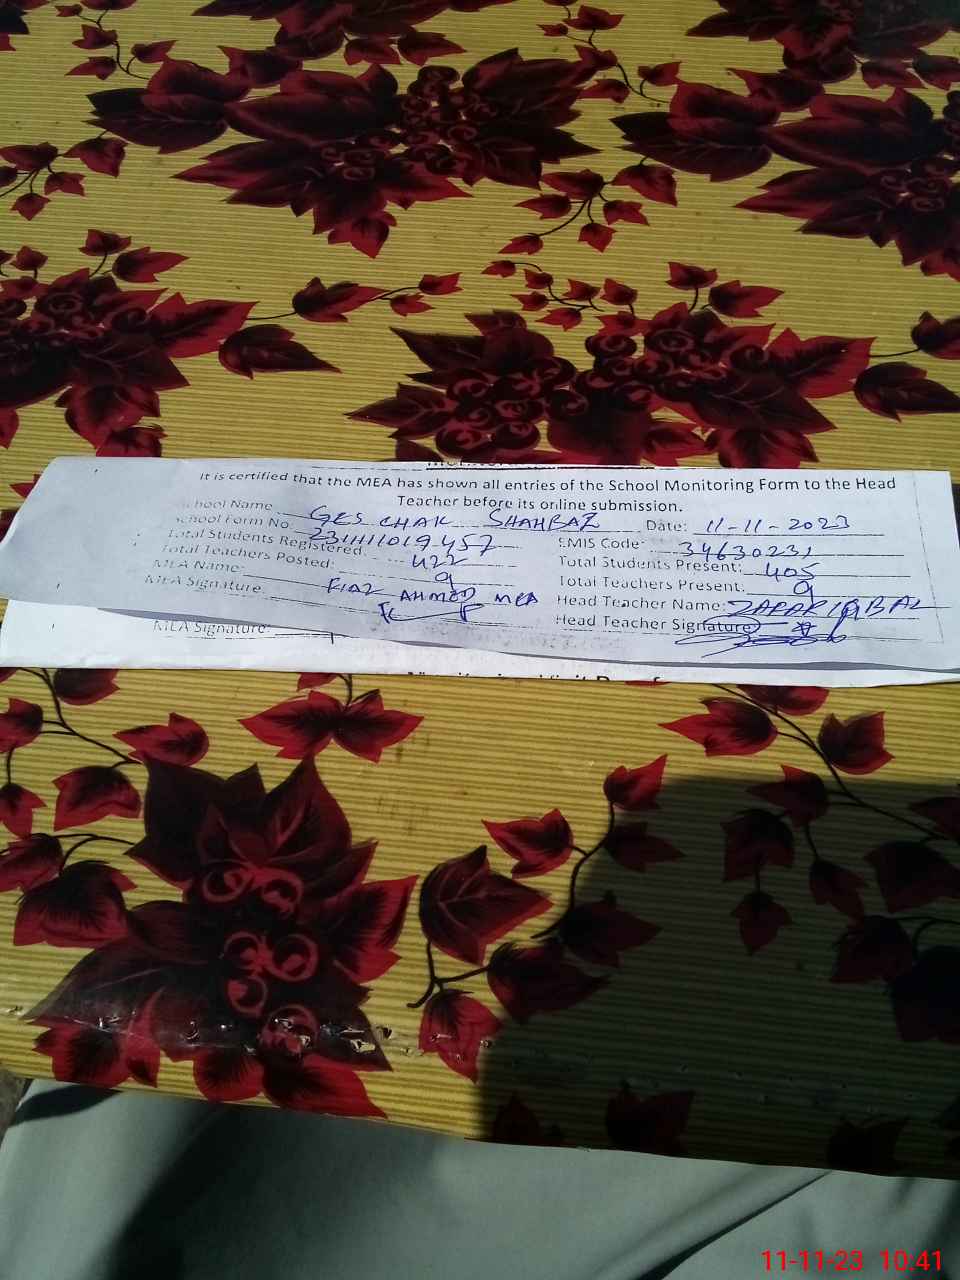 It is certified that the MEA has shown all entries of the School Monitoring Form to the Head
Teacher before its online submission.
School Name GES CHAK SHAHBAZ Date: 11-11-2023
School Form No. 231111019457 EMIS Code: 34630231
Total Students Registered. 422 Total Students Present: 405
Total Teachers Posted: 9 Total Teachers Present: 9
MEA Name: FIAZ AHMED MEA Head Teacher Name: ZAFAR IQBAL
MEA Signature. Head Teacher Signature
MEA Signature:
11-11-23 10:41